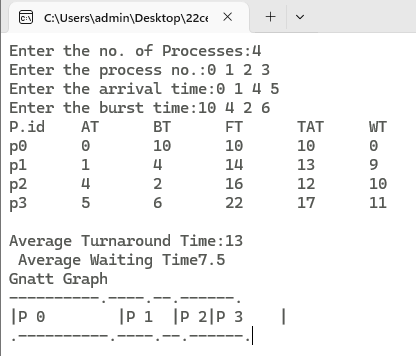 C:\Users\admin\Desktop\22ce
Enter the no. of Processes:4
Enter the process no.:0 1 2 3
Enter the arrival time:0 1 4 5
Enter the burst time:10 4 2 6
P.id AT BT FT TAT WT
p0 0 10 10 10 0
p1 1 4 14 13 9
p2 4 2 16 12 10
p3 5 6 22 17 11
Average Turnaround Time:13
Average Waiting Time7.5
Gnatt Graph
----------.----.--.------.
|P 0 |P 1 |P 2|P 3 |
.----------.----.--.------.